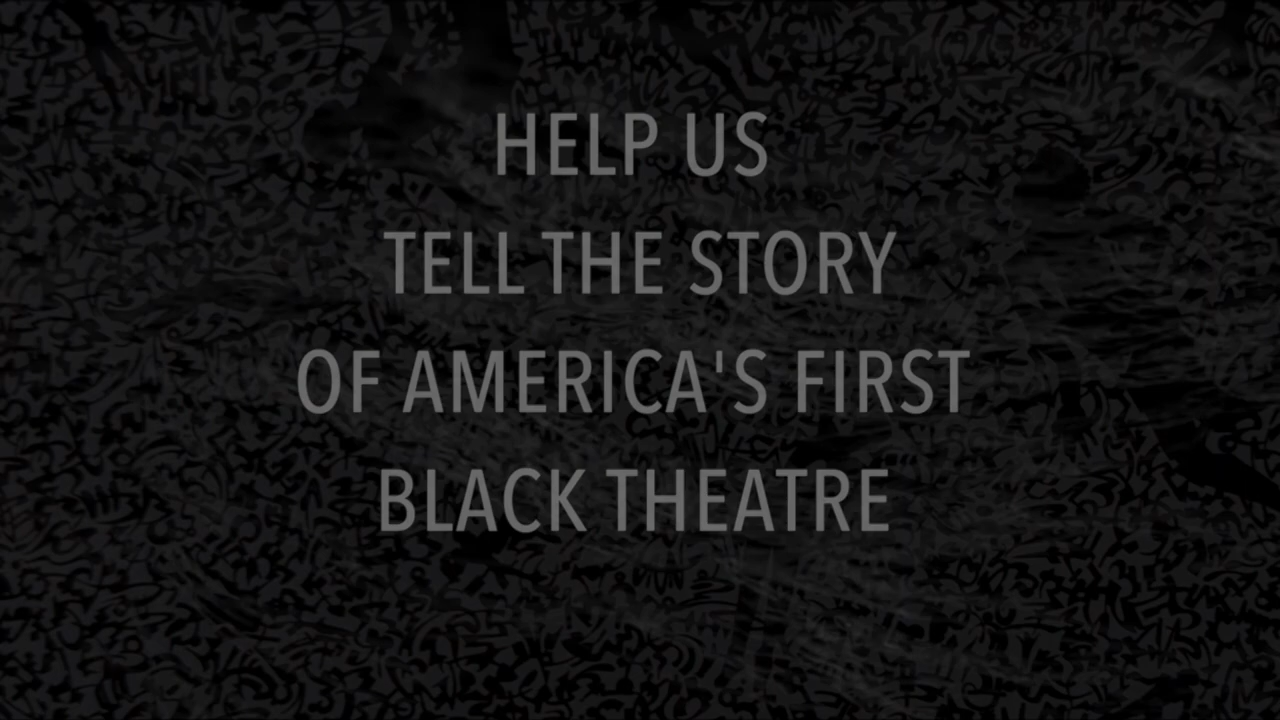 HELP US
TELL THE STORY
OF AMERICA'S FIRST
BLACK THEATRE